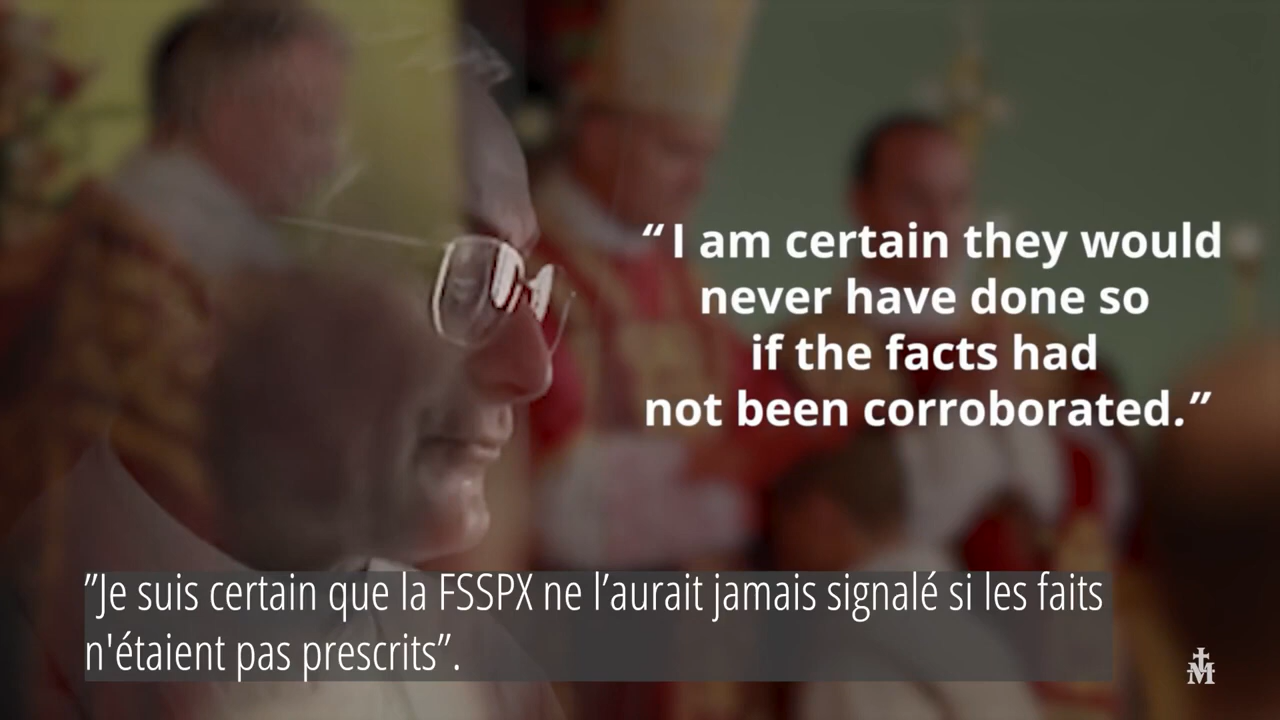 “ I am certain they would
never have done so
if the facts had
not been corroborated.”
”Je suis certain que la FSSPX ne l’aurait jamais signalé si les faits
n'étaient pas prescrits”.